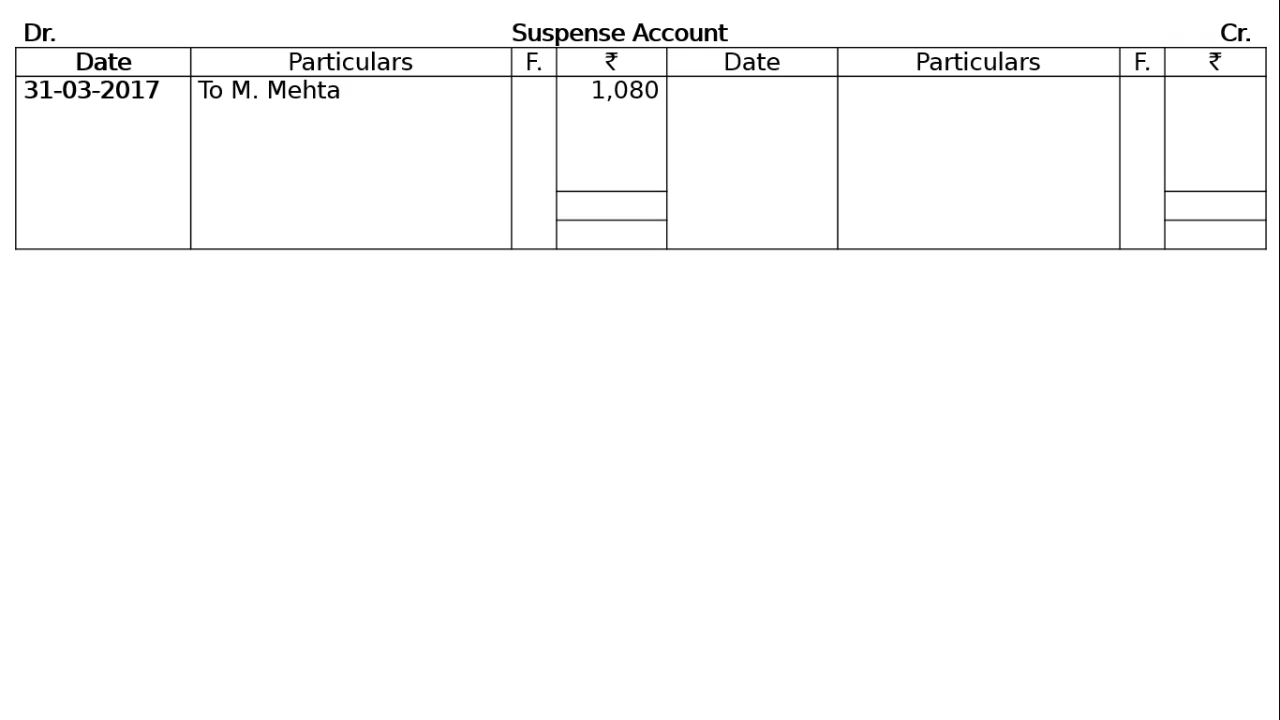 Dr. Suspense Account Cr.
Date Particulars F. ₹ Date Particulars F. ₹
31-03-2017 To M. Mehta 1,080